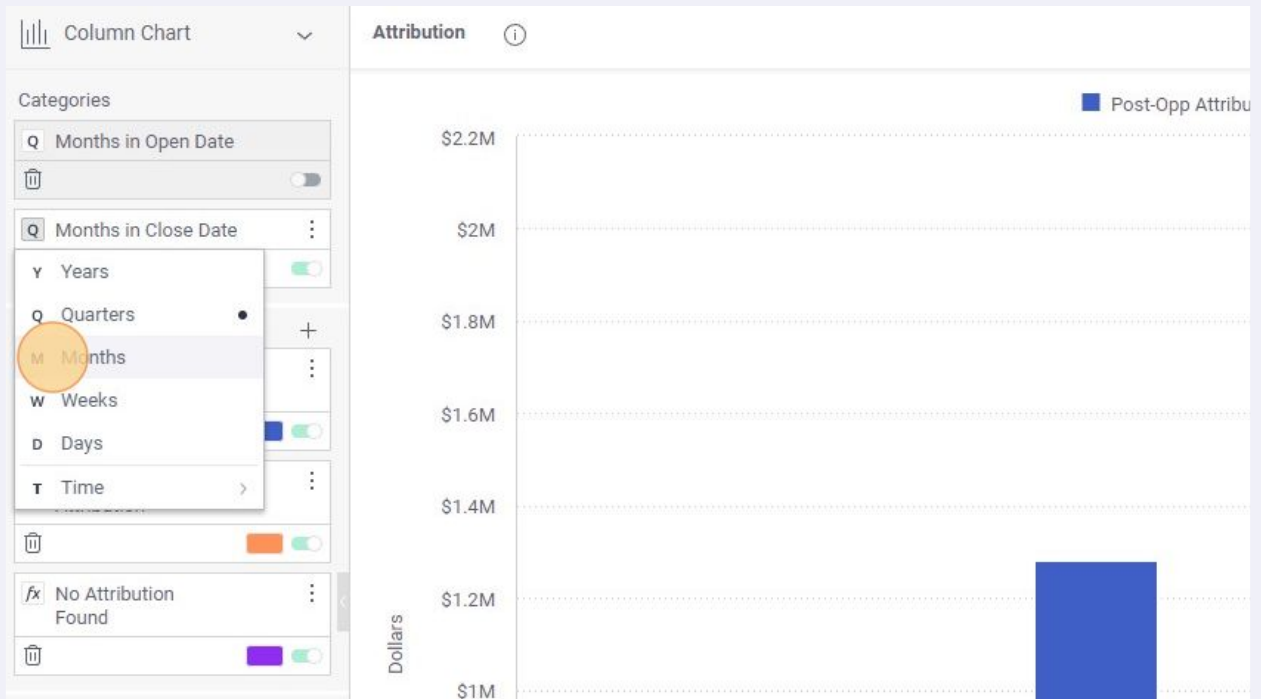 Column Chart
Attribution
Categories
Q Months in Open Date
Q Months in Close Date
Y Years
Q Quarters
M Months
W Weeks
D Days
T Time
fx No Attribution
Found
Post-Opp Attribu
$2.2M
$2M
$1.8M
$1.6M
$1.4M
$1.2M
$1M
Dollars